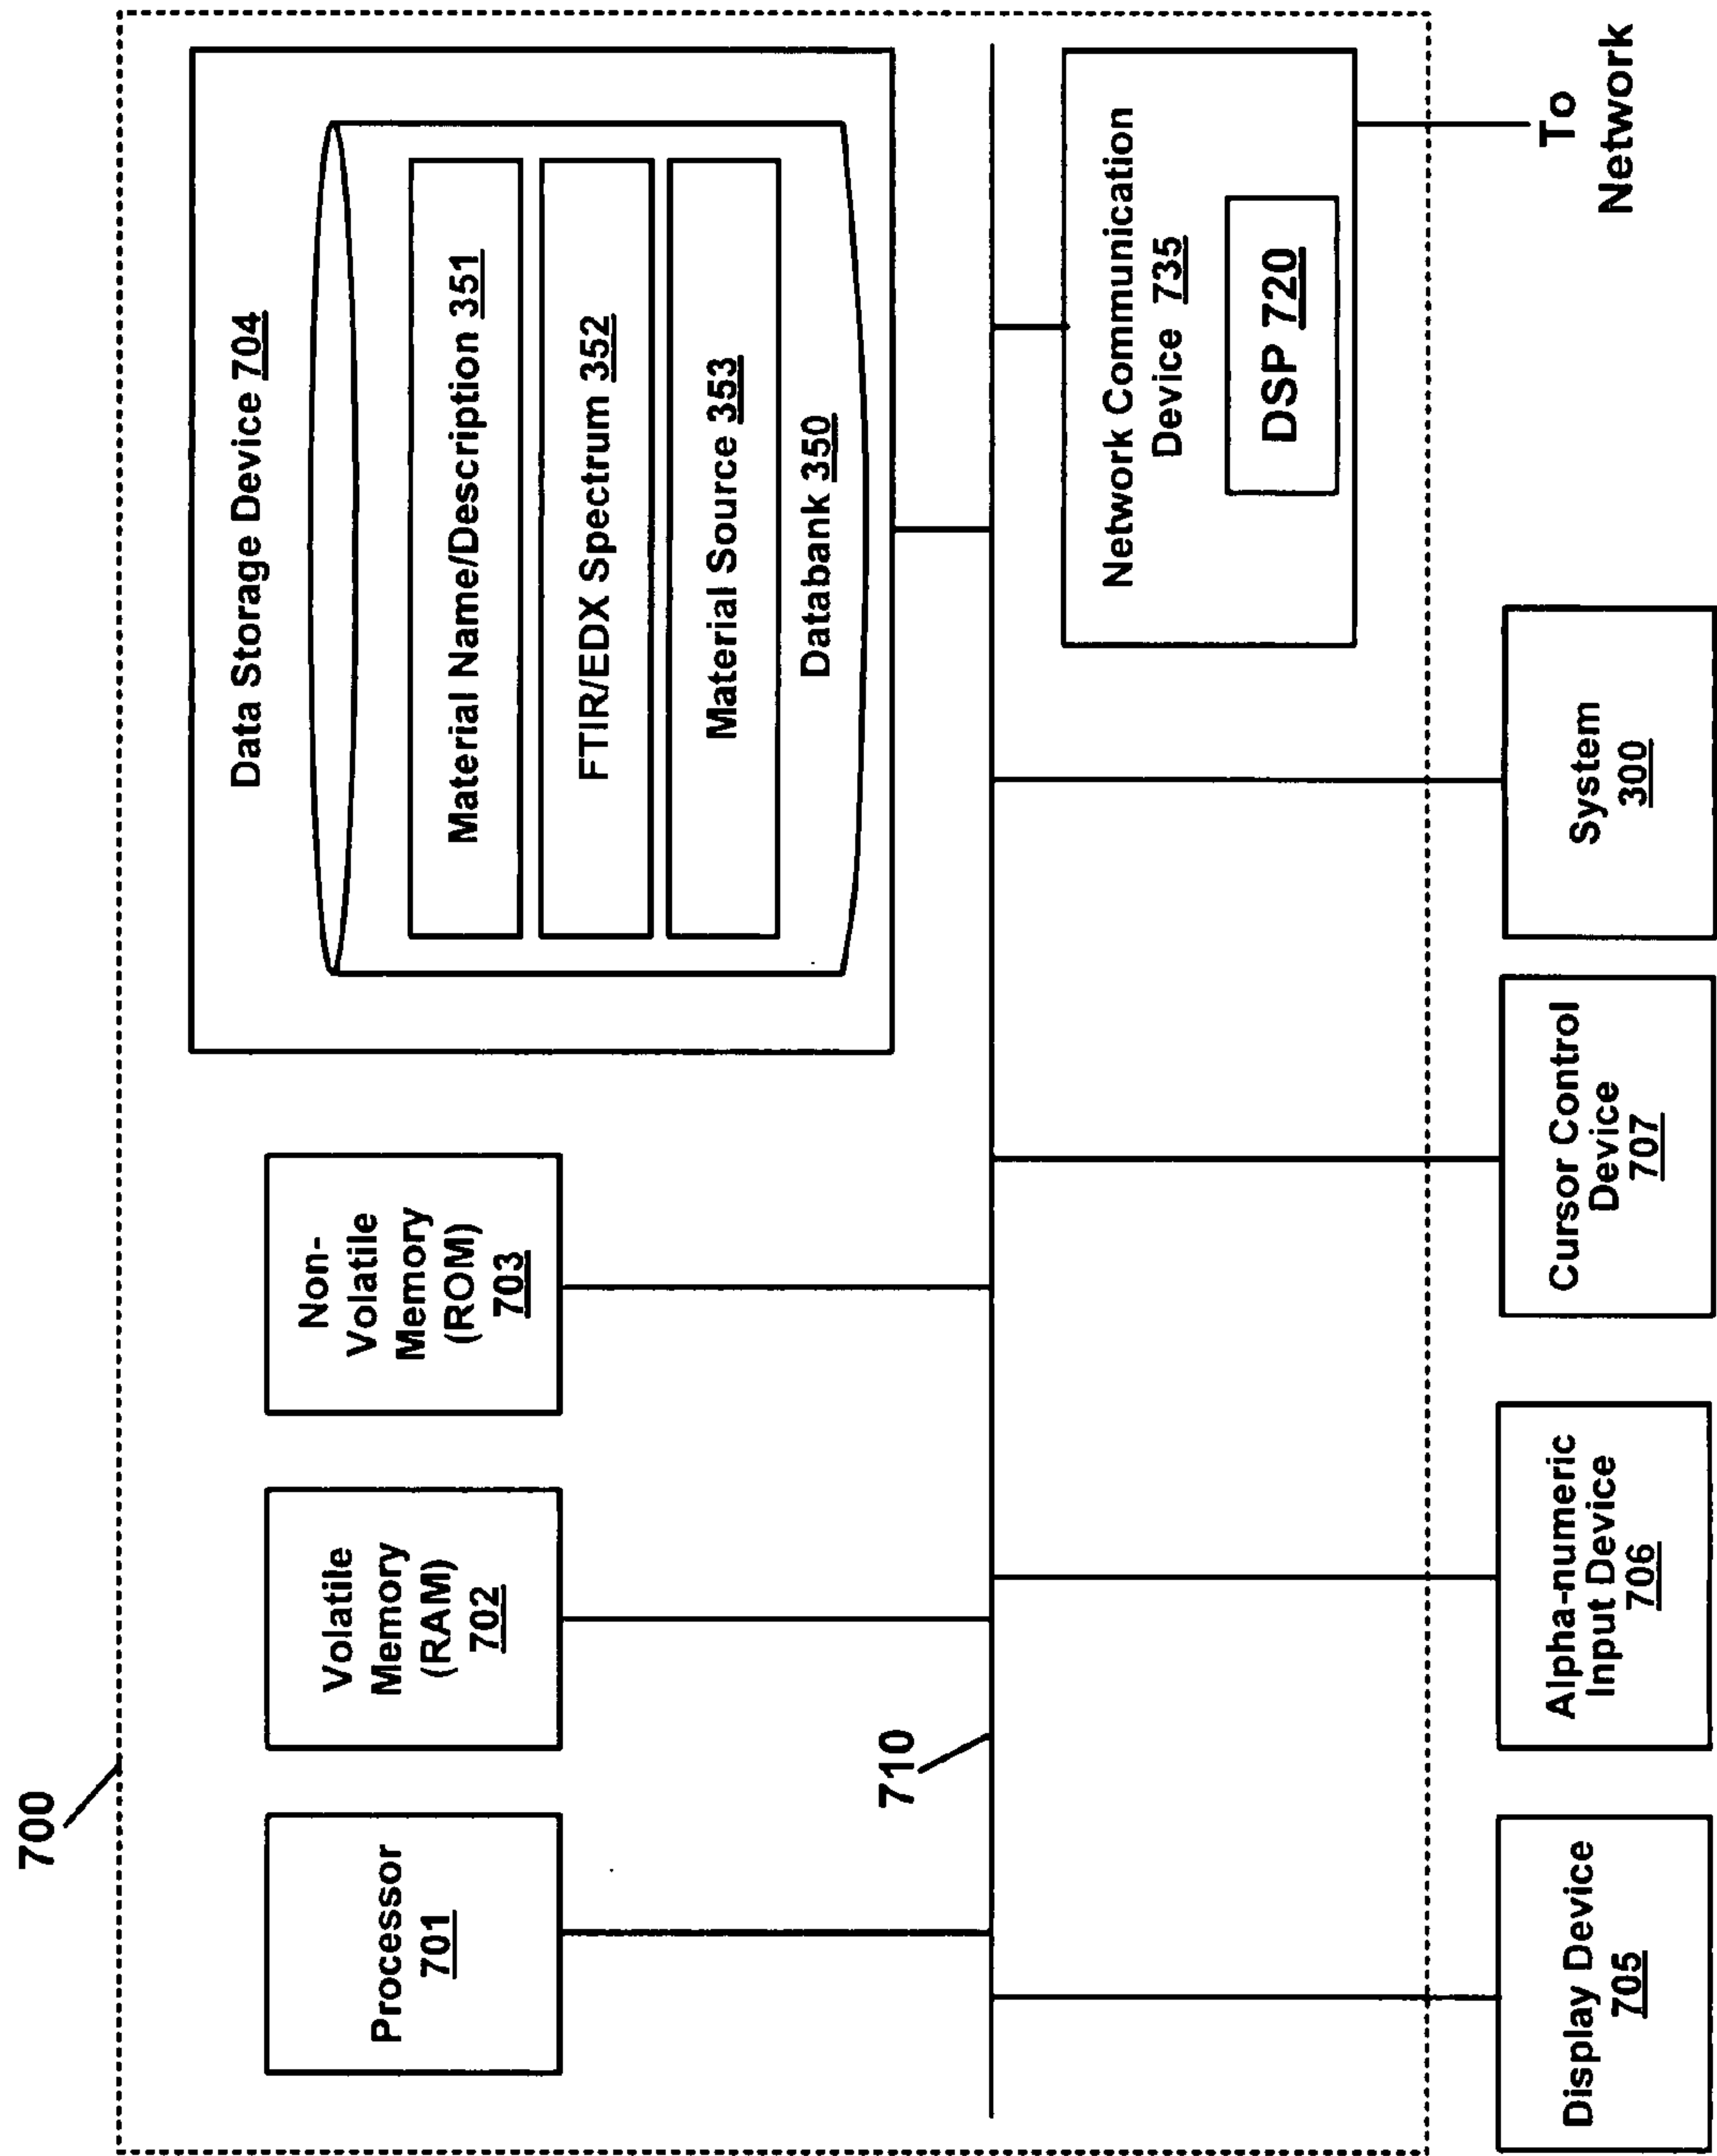 700
Processor
701
Volatile
Memory
(RAM)
702
Non-
Volatile
Memory
(ROM)
703
Data Storage Device 704
Material Name/Description 351
FTIR/EDX Spectrum 352
Material Source 353
Databank 350
710
Network Communication
Device 735
DSP 720
To
Network
Display Device
705
Alpha-numeric
Input Device
706
Cursor Control
Device
707
System
300